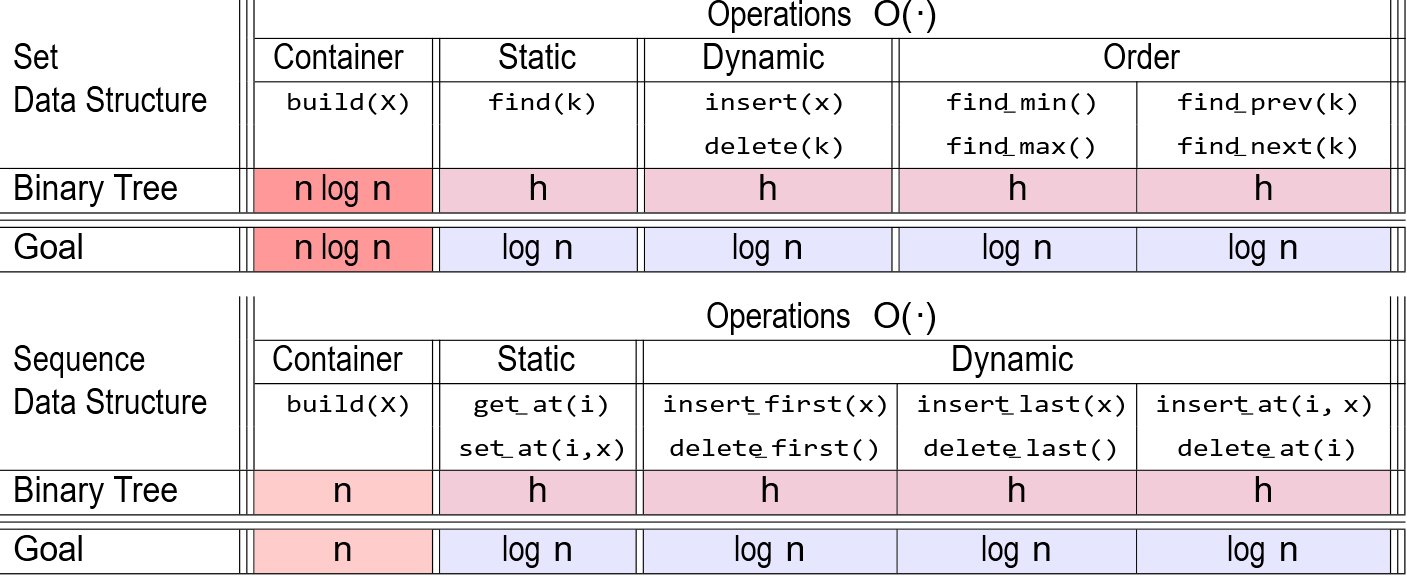 Operations O(·)
Set Container Static Dynamic Order
Data Structure build(X) find(k) insert(x) find_min() find_prev(k)
delete(k) find_max() find_next(k)
Binary Tree n log n h h h h
Goal n log n log n log n log n log n
Operations O(·)
Sequence Container Static Dynamic
Data Structure build(X) get_at(i) insert_first(x) insert_last(x) insert_at(i, x)
set_at(i,x) delete_first() delete_last() delete_at(i)
Binary Tree n h h h h
Goal n log n log n log n log n